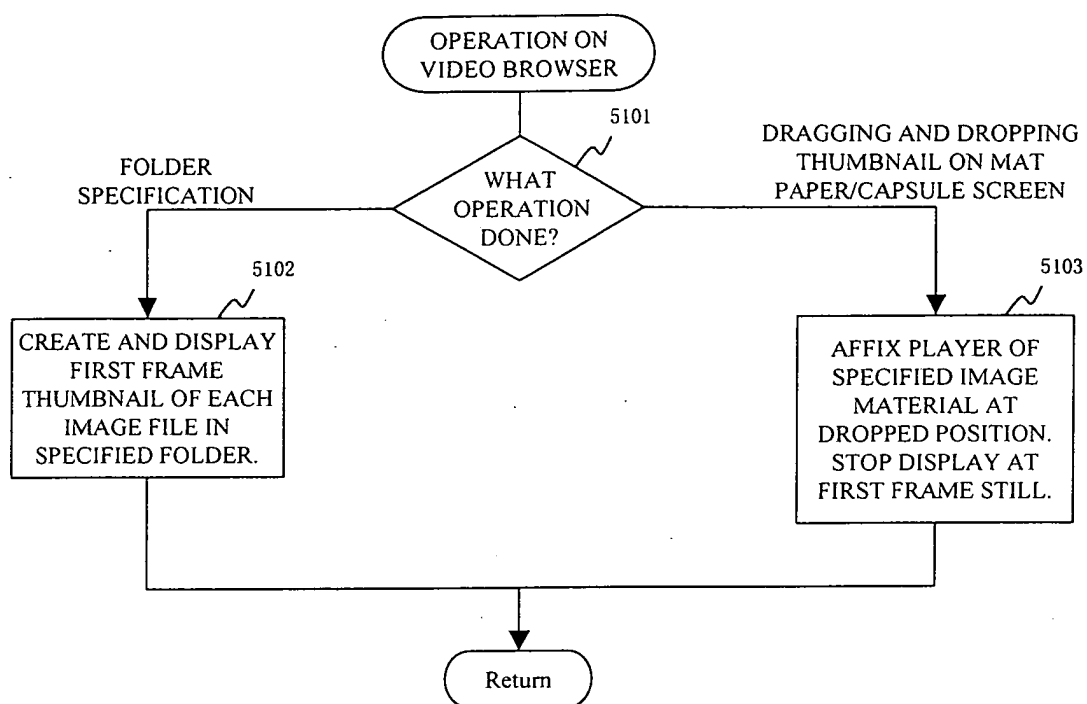 OPERATION ON
VIDEO BROWSER
5101
WHAT
OPERATION
DONE?
FOLDER
SPECIFICATION
DRAGGING AND DROPPING
THUMBNAIL ON MAT
PAPER/CAPSULE SCREEN
5102
CREATE AND DISPLAY
FIRST FRAME
THUMBNAIL OF EACH
IMAGE FILE IN
SPECIFIED FOLDER.
5103
AFFIX PLAYER OF
SPECIFIED IMAGE
MATERIAL AT
DROPPED POSITION.
STOP DISPLAY AT
FIRST FRAME STILL.
Return